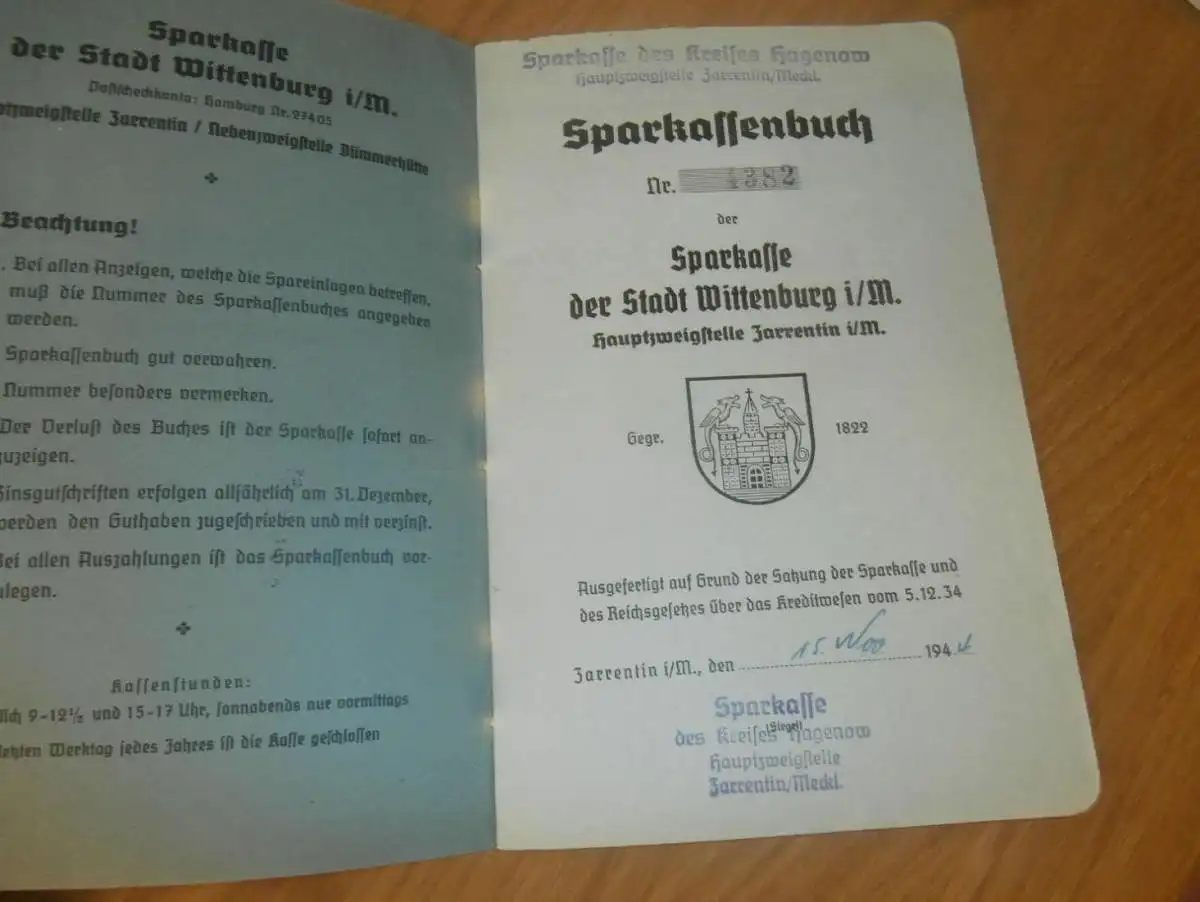 Sparkasse
der Stadt Wittenburg i/M.
Postscheckkonto: Hamburg Nr. 27405
Zarrentin / Nebenzweigstelle Dümmerhütte
Beachtung!
. Bei allen Anzeigen, welche die Spareinlagen betreffen,
muß die Nummer des Sparkassenbuches angegeben
werden.
Sparkassenbuch gut verwahren.
Nummer besonders vermerken.
Der Verlust des Buches ist der Sparkasse sofort an-
zuzeigen.
Zinsgutschriften erfolgen alljährlich am 31. Dezember,
werden den Guthaben zugeschrieben und mit verzinst.
Bei allen Auszahlungen ist das Sparkassenbuch vor-
ulegen.
Kassenstunden:
lich 9-12½ und 15-17 Uhr, sonnabends nur vormittags
letzten Werktag jedes Jahres ist die Kasse geschlossen
Sparkasse des Kreises Hagenow
Hauptzweigstelle Zarrentin/Meckl.
Sparkassenbuch
Nr. 4382
der
Sparkasse
der Stadt Wittenburg i/M.
Hauptzweigstelle Zarrentin i/M.
Gegr. 1822
Ausgefertigt auf Grund der Satzung der Sparkasse und
des Reichsgesetzes über das Kreditwesen vom 5.12.34
Zarrentin i/M., den 15. Nov 1944
Sparkasse
(Siegel)
des Kreises Hagenow
Hauptzweigstelle
Zarrentin/Meckl.